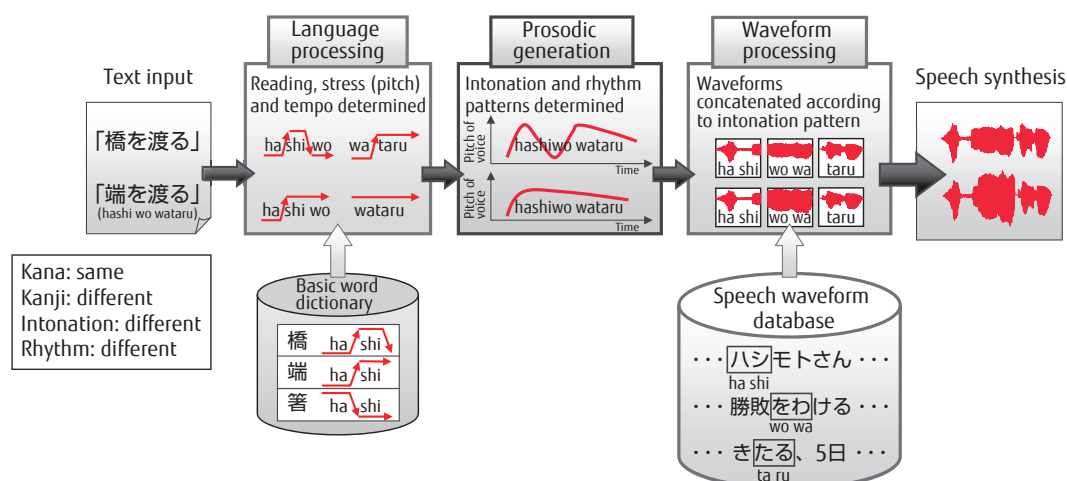 Text input
「橋を渡る」
「端を渡る」
(hashi wo wataru)
Kana: same
Kanji: different
Intonation: different
Rhythm: different
Language
processing
Reading, stress (pitch)
and tempo determined
ha shi wo wa taru
ha shi wo wataru
Basic word
dictionary
橋 ha shi
端 ha shi
箸 ha shi
Prosodic
generation
Intonation and rhythm
patterns determined
Pitch of
voice
hashiwo wataru
Time
Pitch of
voice
hashiwo wataru
Time
Waveform
processing
Waveforms
concatenated according
to intonation pattern
ha shi wo wa taru
ha shi wo wa taru
Speech waveform
database
・・・ハシモトさん・・・
ha shi
・・・勝敗をわける・・・
wo wa
・・・きたる、5日・・・
ta ru
Speech synthesis